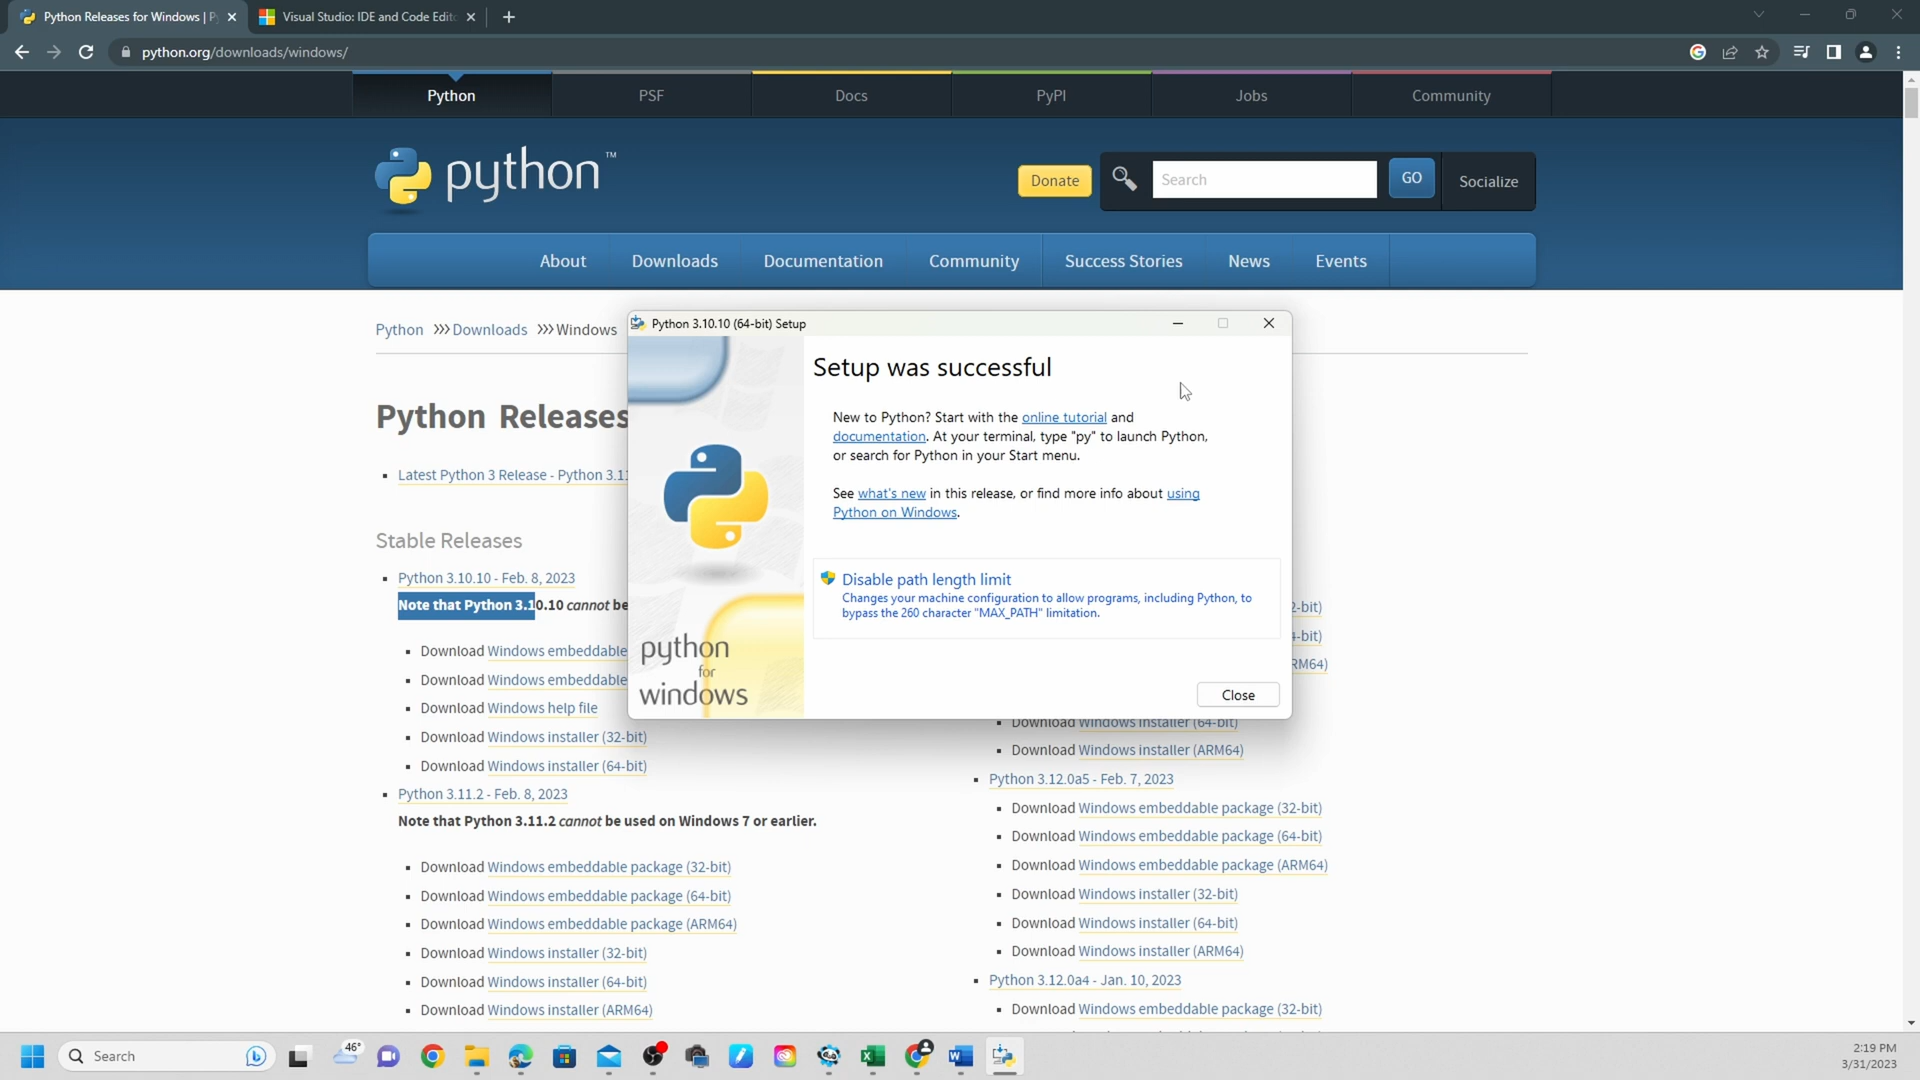 Python Releases for Windows | P
Visual Studio: IDE and Code Edito
python.org/downloads/windows/
Python
PSF
Docs
PyPI
Jobs
Community
python™
Donate
Search
GO
Socialize
About
Downloads
Documentation
Community
Success Stories
News
Events
Python >>> Downloads >>> Windows
Python 3.10.10 (64-bit) Setup
Setup was successful
New to Python? Start with the online tutorial and
documentation. At your terminal, type "py" to launch Python,
or search for Python in your Start menu.
See what's new in this release, or find more info about using
Python on Windows.
Disable path length limit
Changes your machine configuration to allow programs, including Python, to
bypass the 260 character "MAX_PATH" limitation.
Close
python
for
windows
Python Releases
Latest Python 3 Release - Python 3.11
Stable Releases
Python 3.10.10 - Feb. 8, 2023
Note that Python 3.10.10 cannot be
Download Windows embeddable
Download Windows embeddable
Download Windows help file
Download Windows installer (32-bit)
Download Windows installer (64-bit)
Python 3.11.2 - Feb. 8, 2023
Note that Python 3.11.2 cannot be used on Windows 7 or earlier.
Download Windows embeddable package (32-bit)
Download Windows embeddable package (64-bit)
Download Windows embeddable package (ARM64)
Download Windows installer (32-bit)
Download Windows installer (64-bit)
Download Windows installer (ARM64)
2-bit)
4-bit)
RM64)
Download Windows installer (64-bit)
Download Windows installer (ARM64)
Python 3.12.0a5 - Feb. 7, 2023
Download Windows embeddable package (32-bit)
Download Windows embeddable package (64-bit)
Download Windows embeddable package (ARM64)
Download Windows installer (32-bit)
Download Windows installer (64-bit)
Download Windows installer (ARM64)
Python 3.12.0a4 - Jan. 10, 2023
Download Windows embeddable package (32-bit)
Search
46°
2:19 PM
3/31/2023